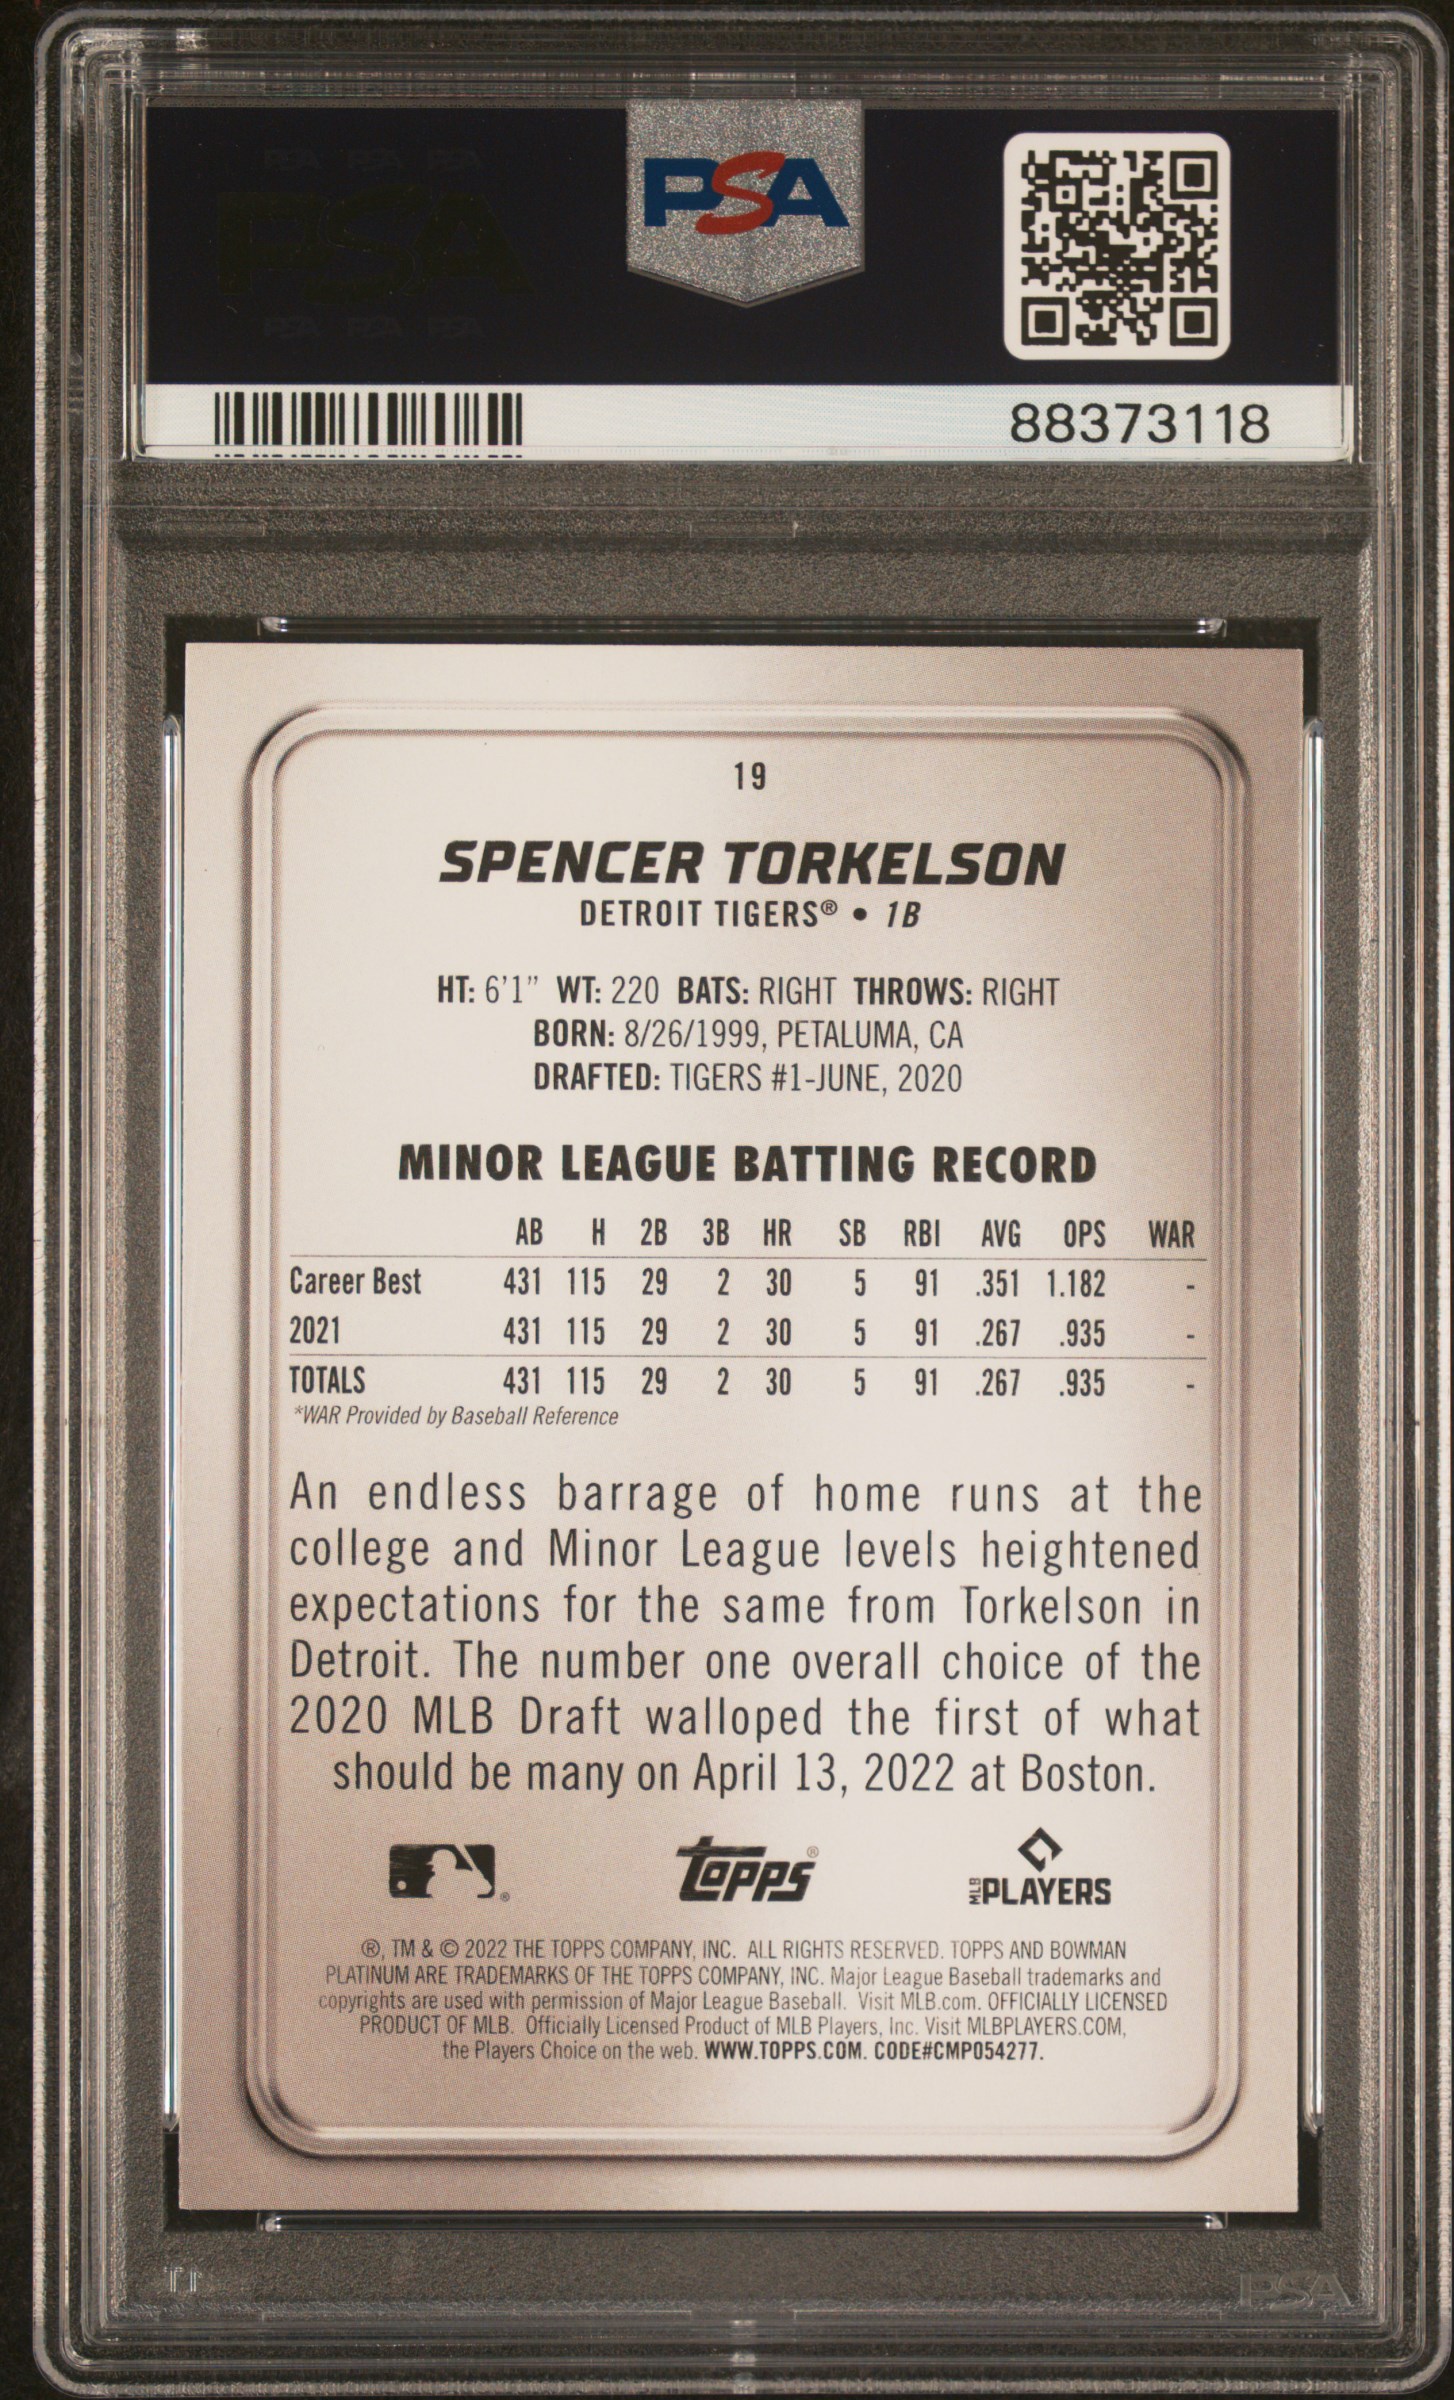 PSA PSA PSA
PSA
PSA PSA PSA
PSA
88373118
19
SPENCER TORKELSON
DETROIT TIGERS® • 1B
HT: 6'1" WT: 220 BATS: RIGHT THROWS: RIGHT
BORN: 8/26/1999, PETALUMA, CA
DRAFTED: TIGERS #1-JUNE, 2020
MINOR LEAGUE BATTING RECORD
AB H 2B 3B HR SB RBI AVG OPS WAR
Career Best 431 115 29 2 30 5 91 .351 1.182 -
2021 431 115 29 2 30 5 91 .267 .935 -
TOTALS 431 115 29 2 30 5 91 .267 .935 -
*WAR Provided by Baseball Reference
An endless barrage of home runs at the
college and Minor League levels heightened
expectations for the same from Torkelson in
Detroit. The number one overall choice of the
2020 MLB Draft walloped the first of what
should be many on April 13, 2022 at Boston.
® Topps® MLB PLAYERS
®, TM & © 2022 THE TOPPS COMPANY, INC. ALL RIGHTS RESERVED. TOPPS AND BOWMAN
PLATINUM ARE TRADEMARKS OF THE TOPPS COMPANY, INC. Major League Baseball trademarks and
copyrights are used with permission of Major League Baseball. Visit MLB.com. OFFICIALLY LICENSED
PRODUCT OF MLB. Officially Licensed Product of MLB Players, Inc. Visit MLBPLAYERS.COM,
the Players Choice on the web. WWW.TOPPS.COM. CODE#CMP054277.
PSA